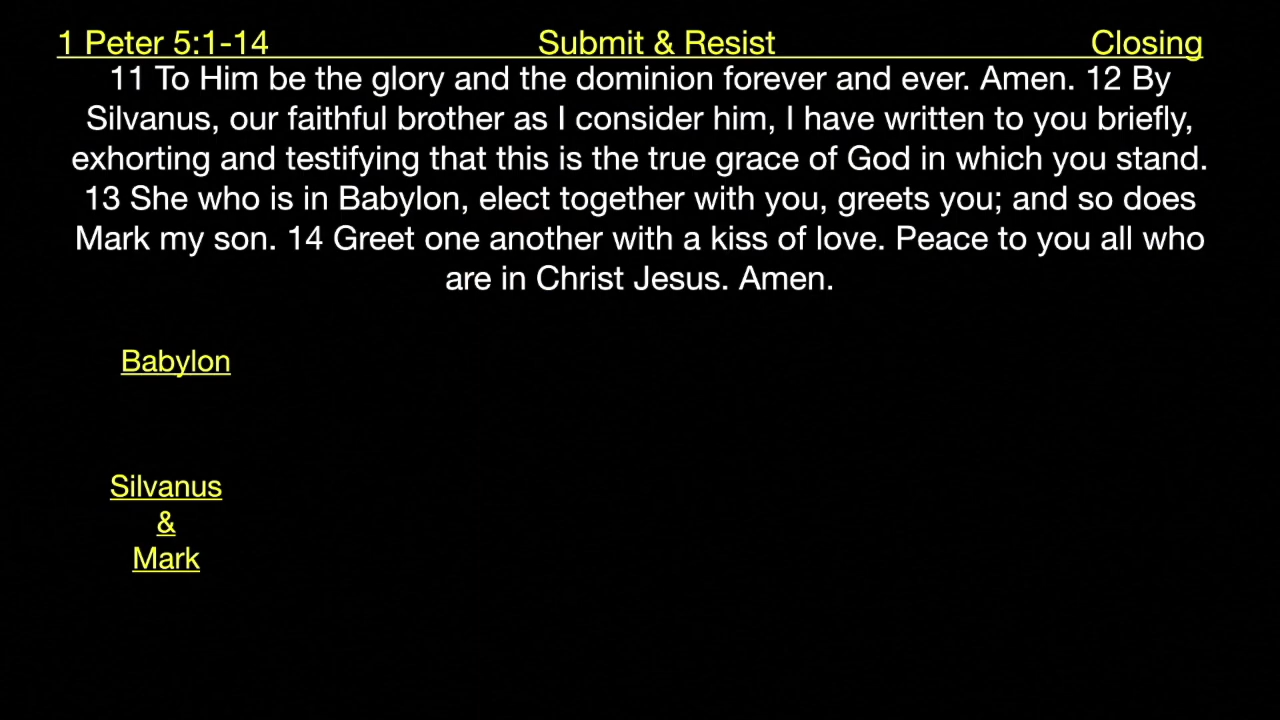 1 Peter 5:1-14 Submit & Resist Closing
11 To Him be the glory and the dominion forever and ever. Amen. 12 By
Silvanus, our faithful brother as I consider him, I have written to you briefly,
exhorting and testifying that this is the true grace of God in which you stand.
13 She who is in Babylon, elect together with you, greets you; and so does
Mark my son. 14 Greet one another with a kiss of love. Peace to you all who
are in Christ Jesus. Amen.
Babylon
Silvanus
&
Mark